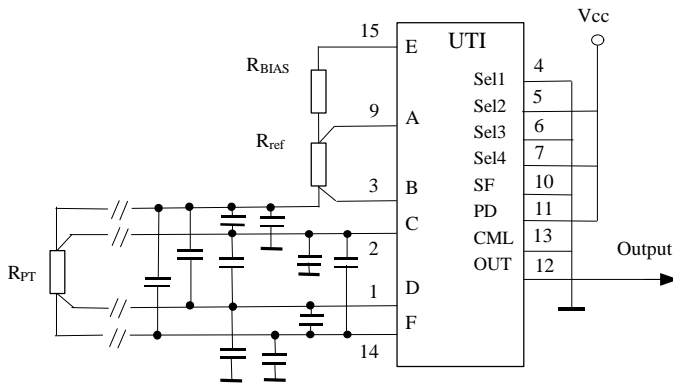 15
E
UTI
Vcc
R_BIAS
Sel1
4
9
A
Sel2
5
R_ref
Sel3
6
Sel4
7
3
B
SF
10
C
PD
11
2
CML
13
Output
R_PT
OUT
12
1
D
F
14